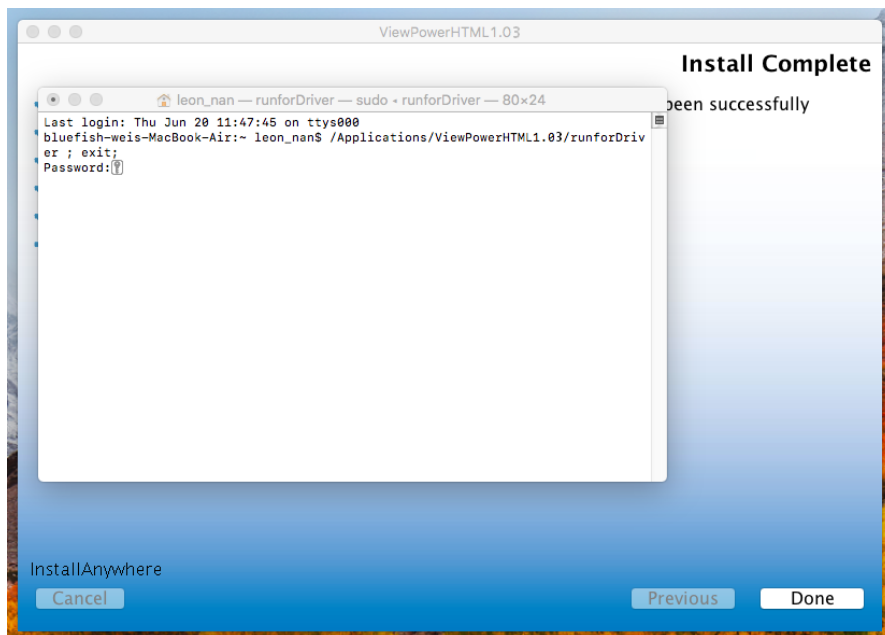 ViewPowerHTML1.03
Install Complete
been successfully
leon_nan — runforDriver — sudo ◂ runforDriver — 80×24
Last login: Thu Jun 20 11:47:45 on ttys000
bluefish-weis-MacBook-Air:~ leon_nan$ /Applications/ViewPowerHTML1.03/runforDriv
er ; exit;
Password:
InstallAnywhere
Cancel
Previous
Done